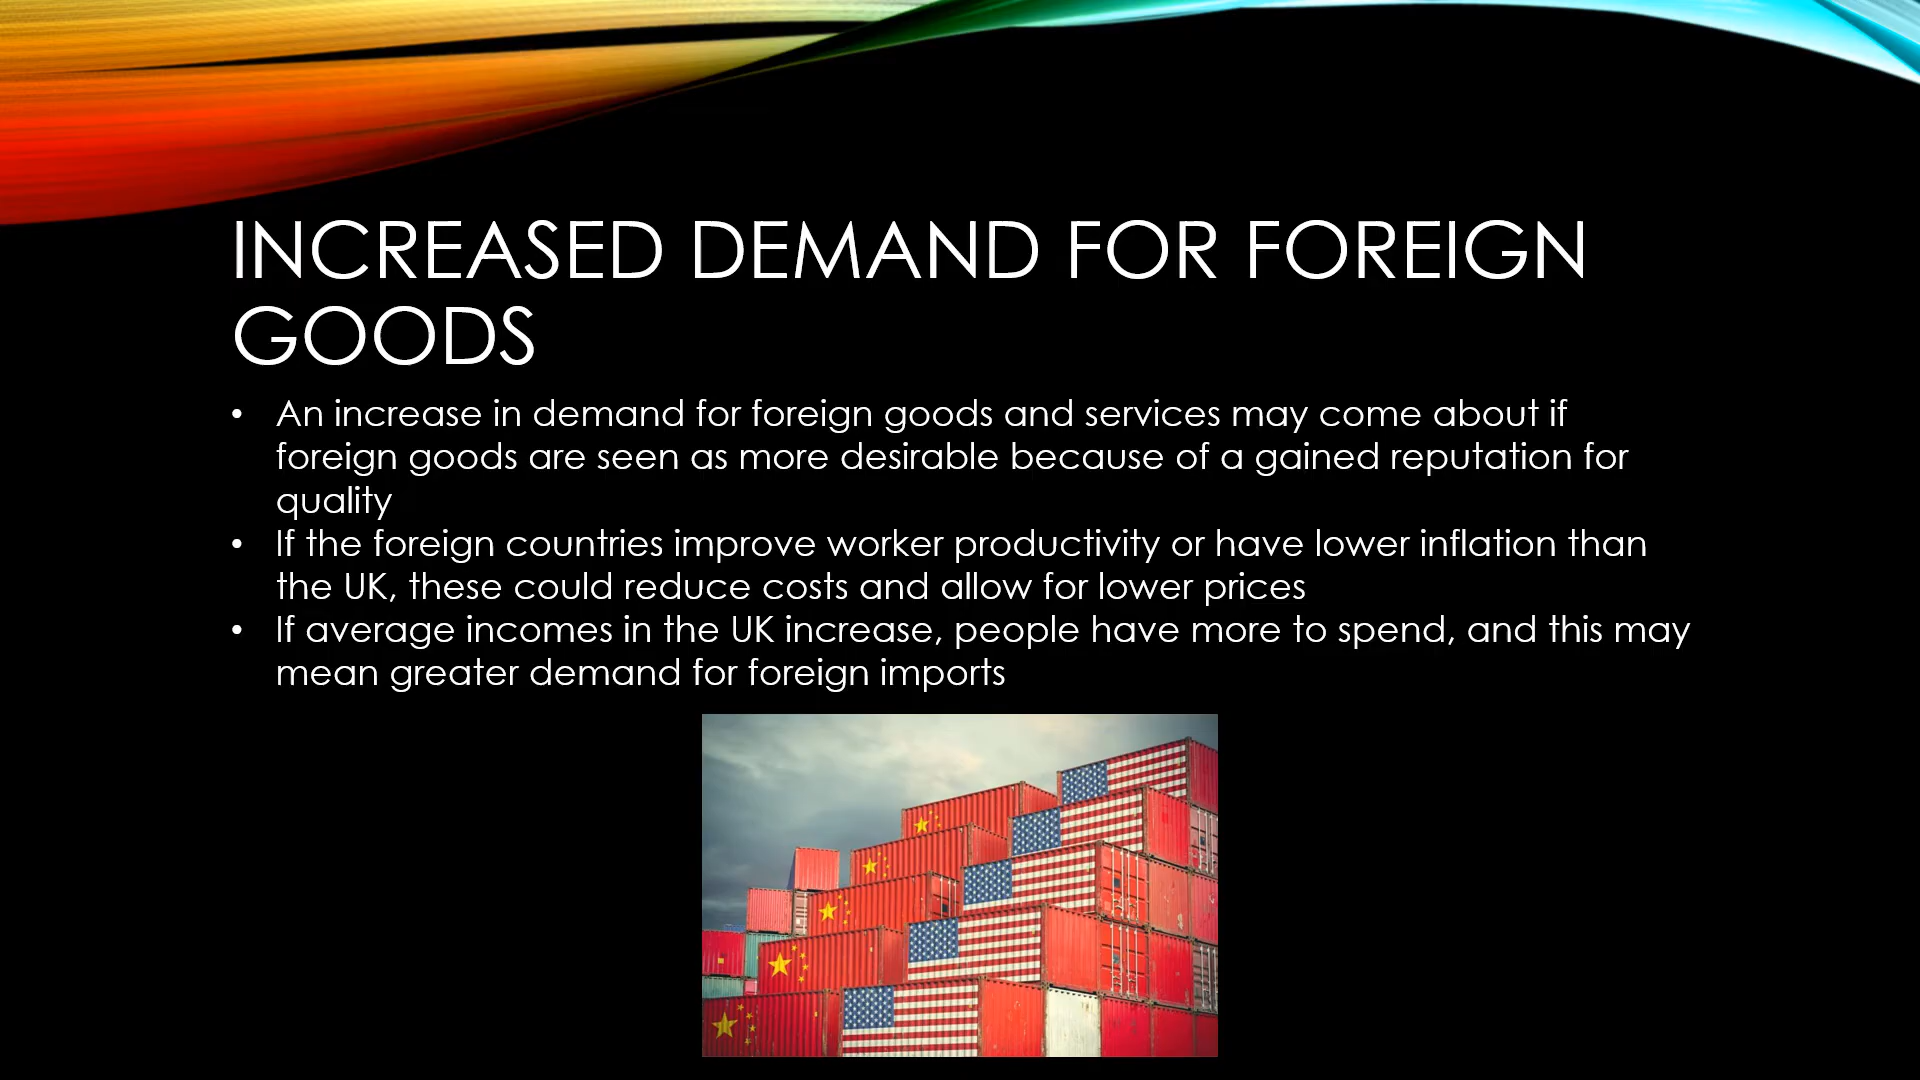 INCREASED DEMAND FOR FOREIGN
GOODS
• An increase in demand for foreign goods and services may come about if
foreign goods are seen as more desirable because of a gained reputation for
quality
• If the foreign countries improve worker productivity or have lower inflation than
the UK, these could reduce costs and allow for lower prices
• If average incomes in the UK increase, people have more to spend, and this may
mean greater demand for foreign imports